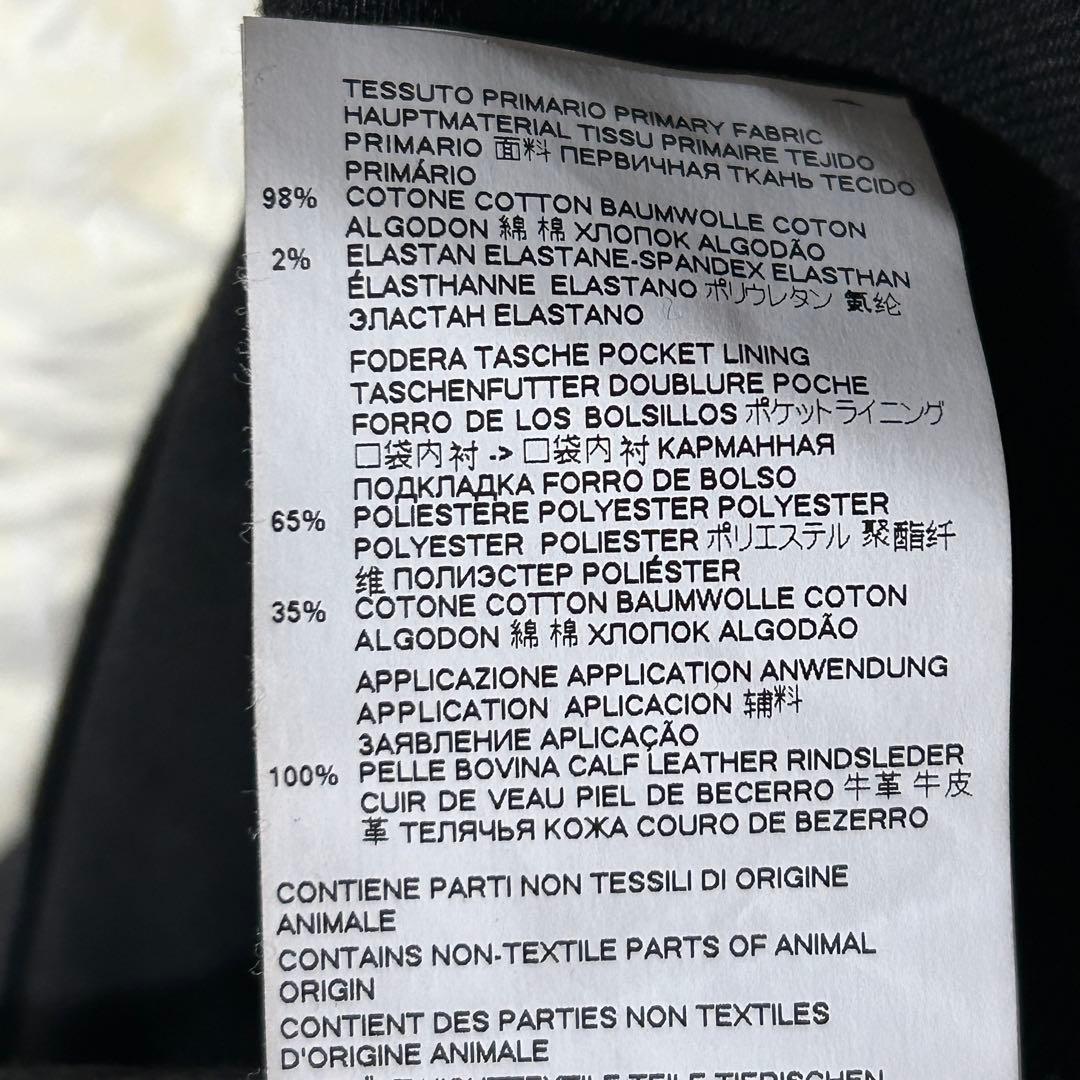 TESSUTO PRIMARIO PRIMARY FABRIC
HAUPTMATERIAL TISSU PRIMAIRE TEJIDO
PRIMARIO 面料 ПЕРВИЧНАЯ ТКАНЬ TECIDO
PRIMÁRIO
98% COTONE COTTON BAUMWOLLE COTON
ALGODON 綿 棉 ХЛОПОК ALGODÃO
2% ELASTAN ELASTANE-SPANDEX ELASTHAN
ÉLASTHANNE ELASTANO ポリウレタン 氨纶
ЭЛАСТАН ELASTANO
FODERA TASCHE POCKET LINING
TASCHENFUTTER DOUBLURE POCHE
FORRO DE LOS BOLSILLOS ポケットライニング
口袋内衬 -> 口袋内衬 КАРМАННАЯ
ПОДКЛАДКА FORRO DE BOLSO
65% POLIESTERE POLYESTER POLYESTER
POLYESTER POLIESTER ポリエステル 聚酯纤
维 ПОЛИЭСТЕР POLIÉSTER
35% COTONE COTTON BAUMWOLLE COTON
ALGODON 綿 棉 ХЛОПОК ALGODÃO
APPLICAZIONE APPLICATION ANWENDUNG
APPLICATION APLICACION 辅料
ЗАЯВЛЕНИЕ APLICAÇÃO
100% PELLE BOVINA CALF LEATHER RINDSLEDER
CUIR DE VEAU PIEL DE BECERRO 牛革 牛皮
革 ТЕЛЯЧЬЯ КОЖА COURO DE BEZERRO
CONTIENE PARTI NON TESSILI DI ORIGINE
ANIMALE
CONTAINS NON-TEXTILE PARTS OF ANIMAL
ORIGIN
CONTIENT DES PARTIES NON TEXTILES
D'ORIGINE ANIMALE
TEILE TIERISCHEN